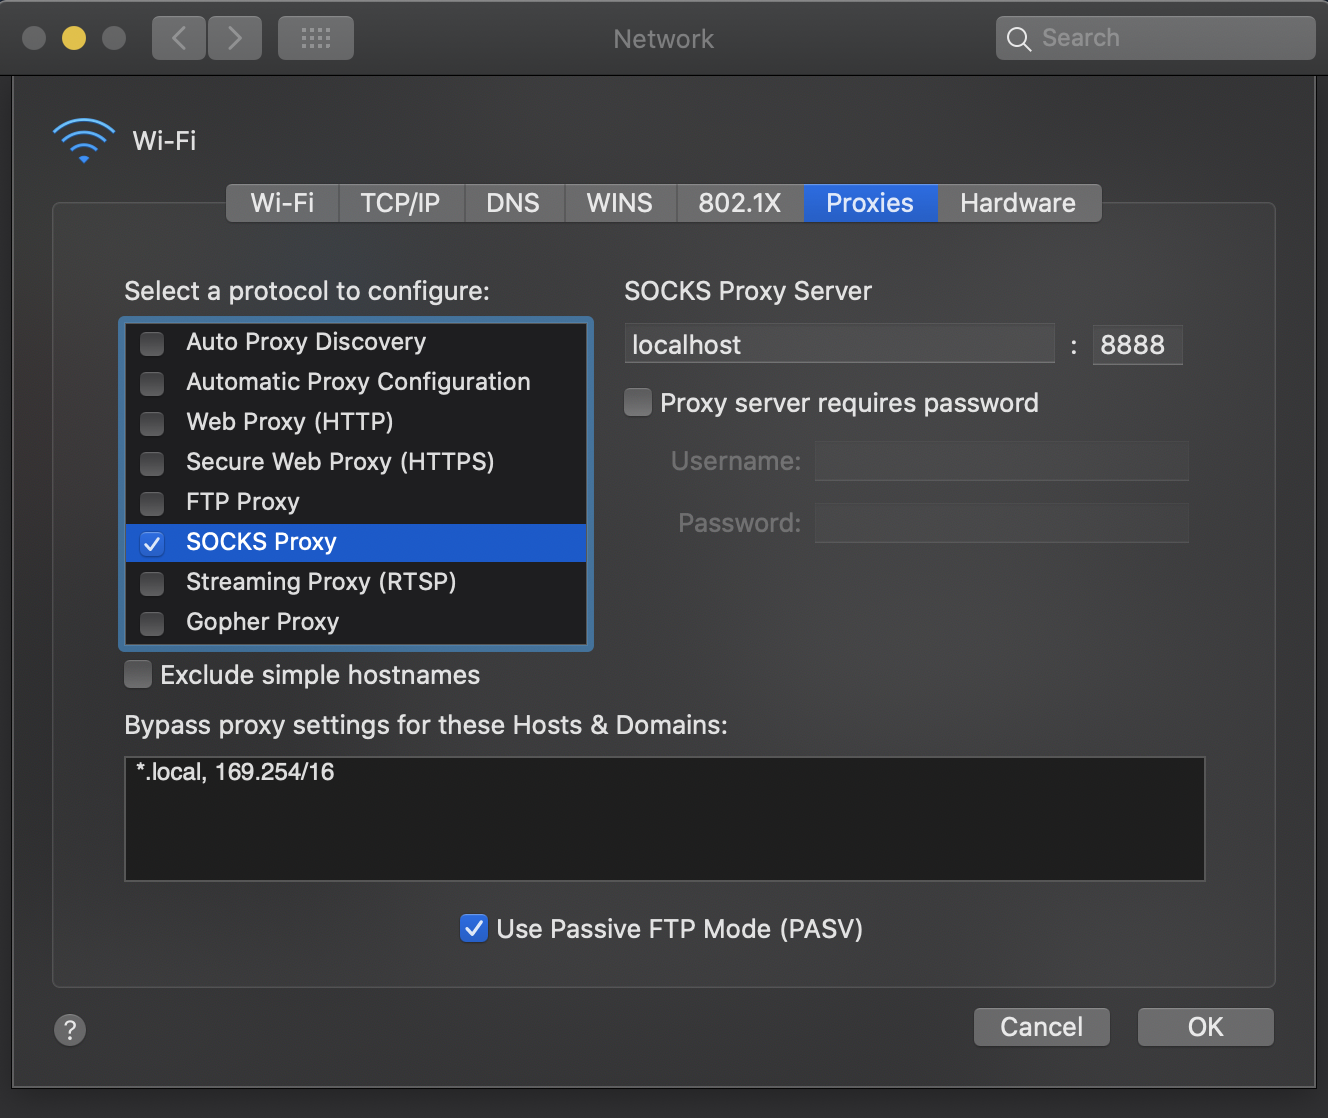 Network
Search
Wi-Fi
Wi-Fi TCP/IP DNS WINS 802.1X Proxies Hardware
Select a protocol to configure:
Auto Proxy Discovery
Automatic Proxy Configuration
Web Proxy (HTTP)
Secure Web Proxy (HTTPS)
FTP Proxy
SOCKS Proxy
Streaming Proxy (RTSP)
Gopher Proxy
SOCKS Proxy Server
localhost : 8888
Proxy server requires password
Username:
Password:
Exclude simple hostnames
Bypass proxy settings for these Hosts & Domains:
*.local, 169.254/16
Use Passive FTP Mode (PASV)
?
Cancel OK